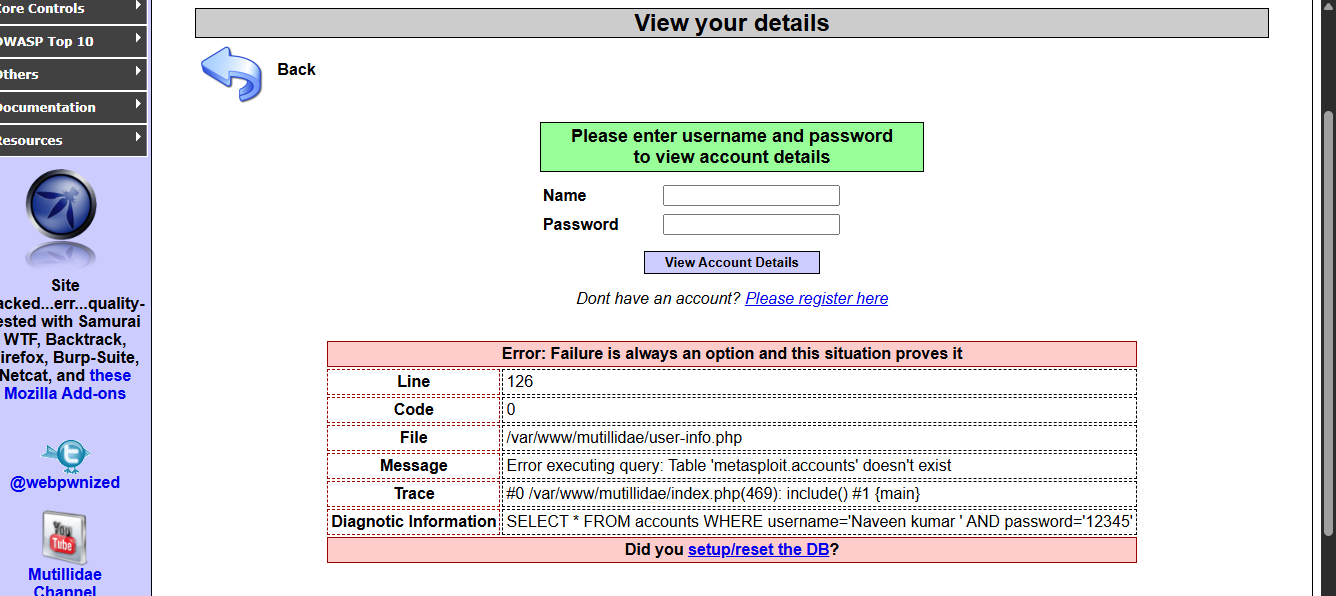 ore Controls
WASP Top 10
thers
ocumentation
esources
Site
acked...err...quality-
ested with Samurai
WTF, Backtrack,
irefox, Burp-Suite,
Netcat, and these
Mozilla Add-ons
@webpwnized
You
Tube
Mutillidae
Channel
View your details
Back
Please enter username and password
to view account details
Name
Password
View Account Details
Dont have an account? Please register here
Error: Failure is always an option and this situation proves it
Line 126
Code 0
File /var/www/mutillidae/user-info.php
Message Error executing query: Table 'metasploit.accounts' doesn't exist
Trace #0 /var/www/mutillidae/index.php(469): include() #1 {main}
Diagnostic Information SELECT * FROM accounts WHERE username='Naveen kumar ' AND password='12345'
Did you setup/reset the DB?